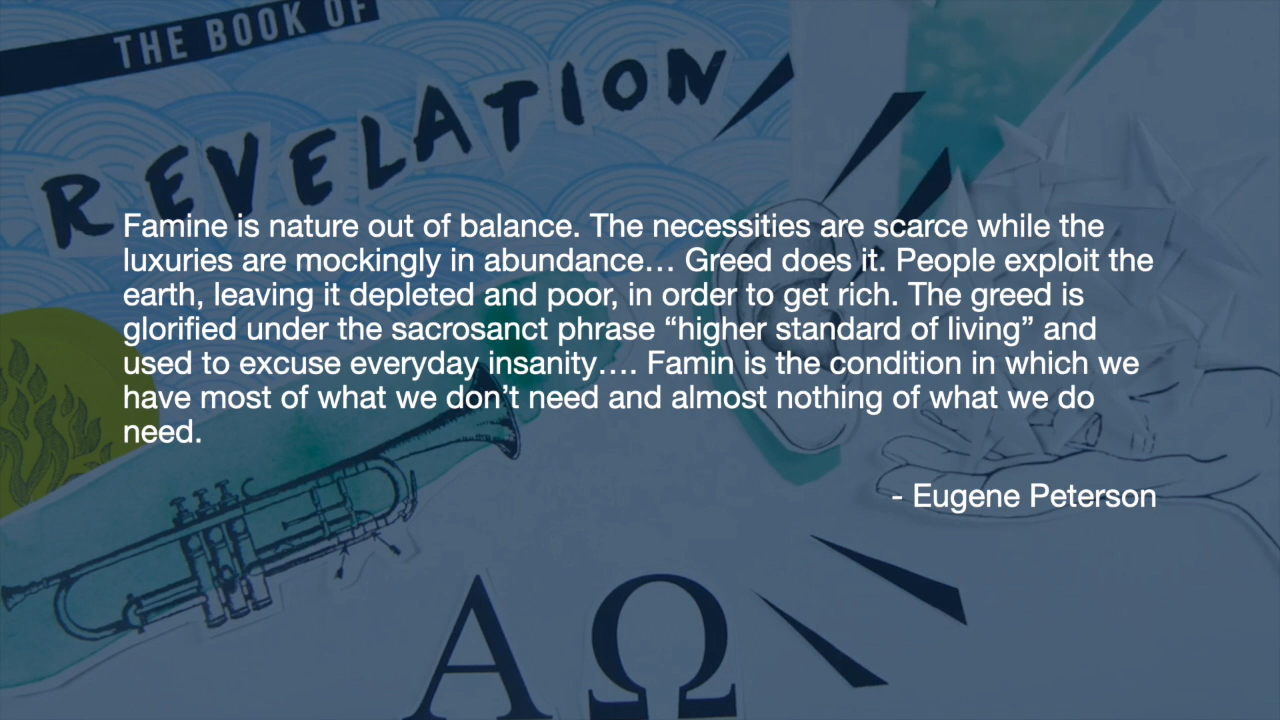 THE BOOK OF
REVELATION
Famine is nature out of balance. The necessities are scarce while the
luxuries are mockingly in abundance… Greed does it. People exploit the
earth, leaving it depleted and poor, in order to get rich. The greed is
glorified under the sacrosanct phrase “higher standard of living” and
used to excuse everyday insanity…. Famin is the condition in which we
have most of what we don’t need and almost nothing of what we do
need.
- Eugene Peterson
ΑΩ